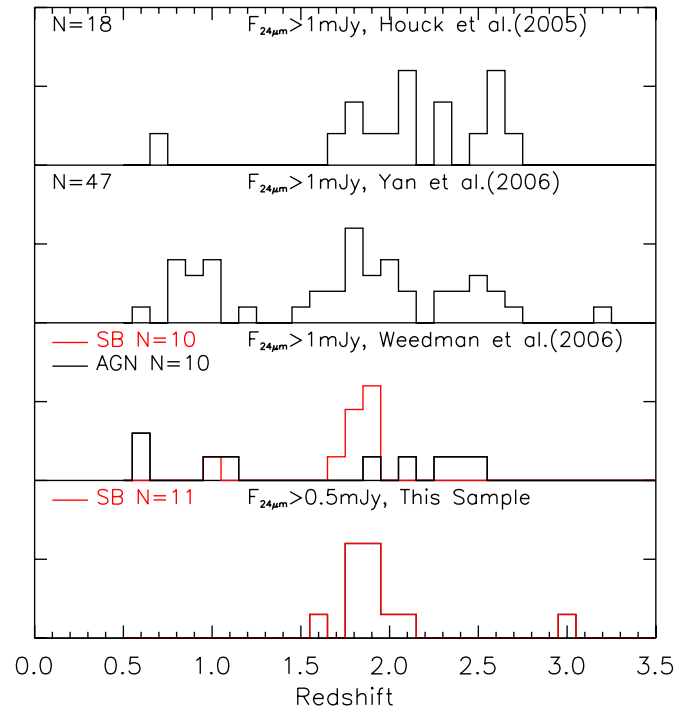 N=18 F24μm>1mJy, Houck et al.(2005)
N=47 F24μm>1mJy, Yan et al.(2006)
SB N=10 F24μm>1mJy, Weedman et al.(2006)
AGN N=10
SB N=11 F24μm>0.5mJy, This Sample
0.0 0.5 1.0 1.5 2.0 2.5 3.0 3.5
Redshift